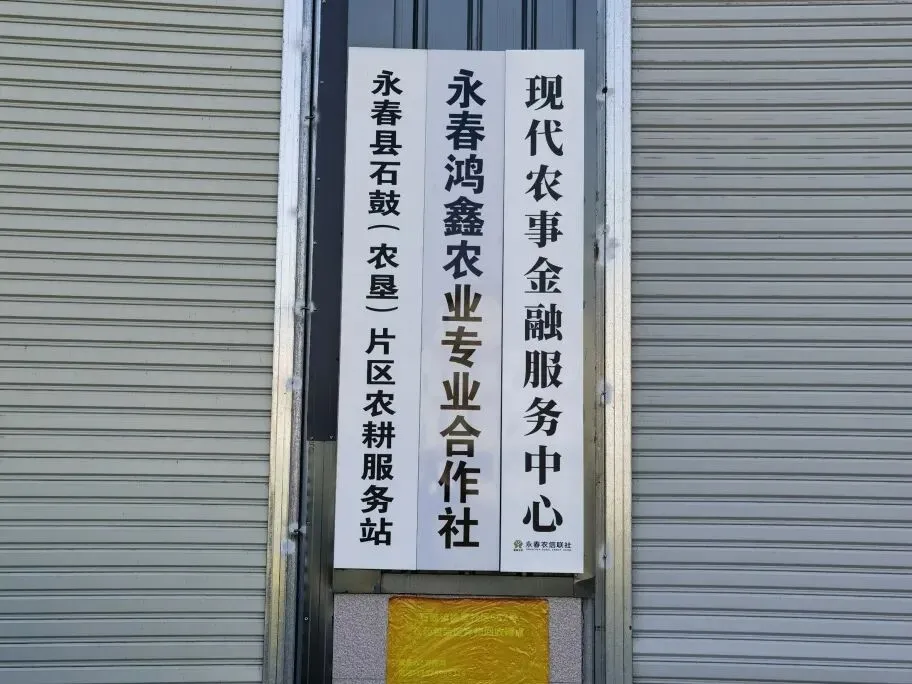 永春县石鼓（农垦）片区农耕服务站
永春鸿鑫农业专业合作社
现代农事金融服务中心
永春农信联社